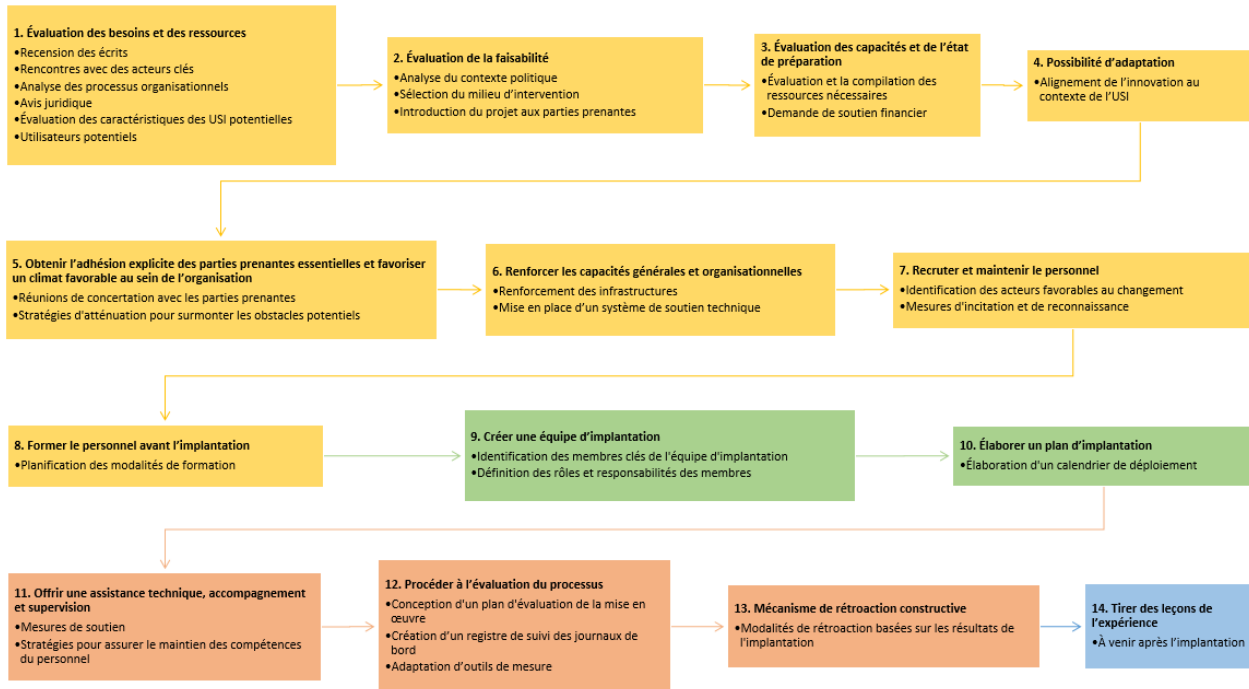 1. Évaluation des besoins et des ressources
•Recension des écrits
•Rencontres avec des acteurs clés
•Analyse des processus organisationnels
•Avis juridique
•Évaluation des caractéristiques des USI potentielles
•Utilisateurs potentiels
2. Évaluation de la faisabilité
•Analyse du contexte politique
•Sélection du milieu d’intervention
•Introduction du projet aux parties prenantes
3. Évaluation des capacités et de l’état
de préparation
•Évaluation et la compilation des
ressources nécessaires
•Demande de soutien financier
4. Possibilité d’adaptation
•Alignement de l’innovation au
contexte de l’USI
5. Obtenir l’adhésion explicite des parties prenantes essentielles et favoriser
un climat favorable au sein de l’organisation
•Réunions de concertation avec les parties prenantes
•Stratégies d'atténuation pour surmonter les obstacles potentiels
6. Renforcer les capacités générales et organisationnelles
•Renforcement des infrastructures
•Mise en place d’un système de soutien technique
7. Recruter et maintenir le personnel
•Identification des acteurs favorables au changement
•Mesures d'incitation et de reconnaissance
8. Former le personnel avant l’implantation
•Planification des modalités de formation
9. Créer une équipe d’implantation
•Identification des membres clés de l'équipe d'implantation
•Définition des rôles et responsabilités des membres
10. Élaborer un plan d’implantation
•Élaboration d'un calendrier de déploiement
11. Offrir une assistance technique, accompagnement
et supervision
•Mesures de soutien
•Stratégies pour assurer le maintien des compétences
du personnel
12. Procéder à l’évaluation du processus
•Conception d'un plan d'évaluation de la mise en
œuvre
•Création d’un registre de suivi des journaux de
bord
•Adaptation d’outils de mesure
13. Mécanisme de rétroaction constructive
•Modalités de rétroaction basées sur les résultats de
l'implantation
14. Tirer des leçons de
l’expérience
•À venir après l’implantation